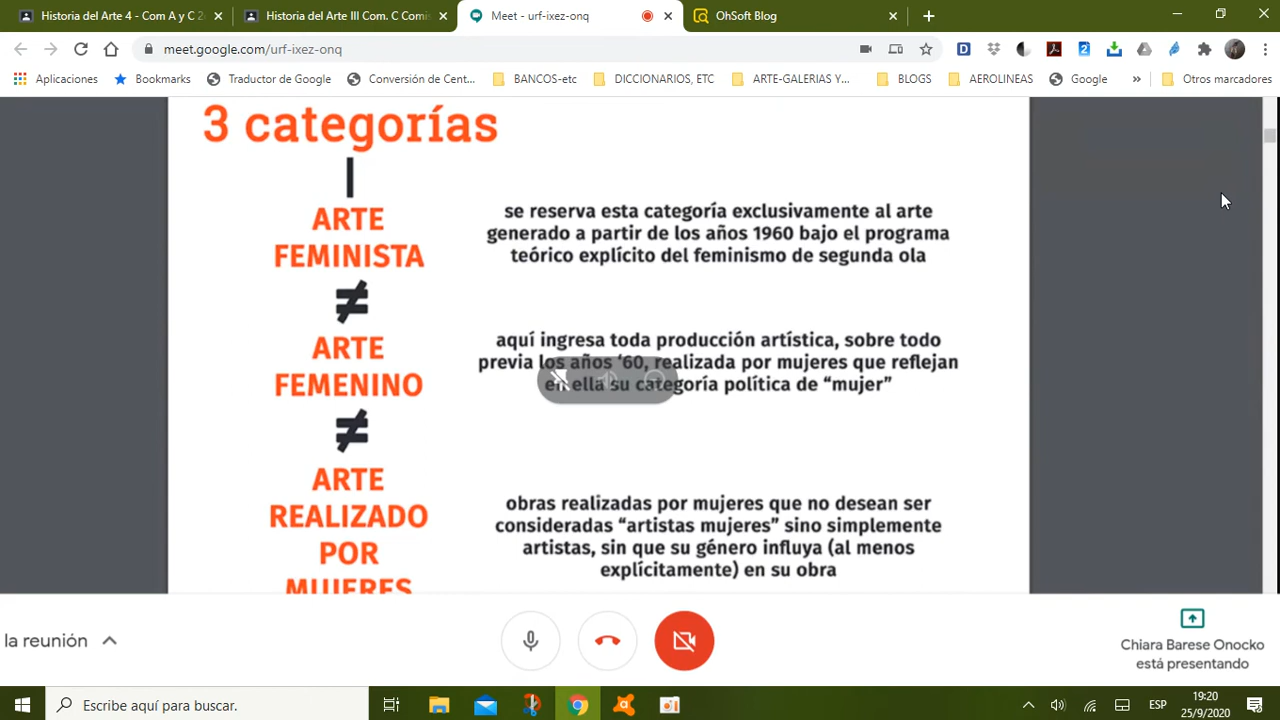 Historia del Arte 4 - Com A y C 2
Historia del Arte III Com. C Comis
Meet - urf-ixez-onq
OhSoft Blog
meet.google.com/urf-ixez-onq
Aplicaciones
Bookmarks
Traductor de Google
Conversión de Gent...
BANCOS-etc
DICCIONARIOS, ETC
ARTE-GALERIAS Y...
BLOGS
AEROLINEAS
Google
»
Otros marcadores
3 categorías
ARTE
FEMINISTA
se reserva esta categoría exclusivamente al arte
generado a partir de los años 1960 bajo el programa
teórico explícito del feminismo de segunda ola
≠
ARTE
FEMENINO
aquí ingresa toda producción artística, sobre todo
previa los años ‘60, realizada por mujeres que reflejan
en ella su categoría política de “mujer”
≠
ARTE
REALIZADO
POR
MUJERES
obras realizadas por mujeres que no desean ser
consideradas “artistas mujeres” sino simplemente
artistas, sin que su género influya (al menos
explícitamente) en su obra
la reunión
Chiara Barese Onocko
está presentando
Escribe aquí para buscar.
ESP
19:20
25/9/2020